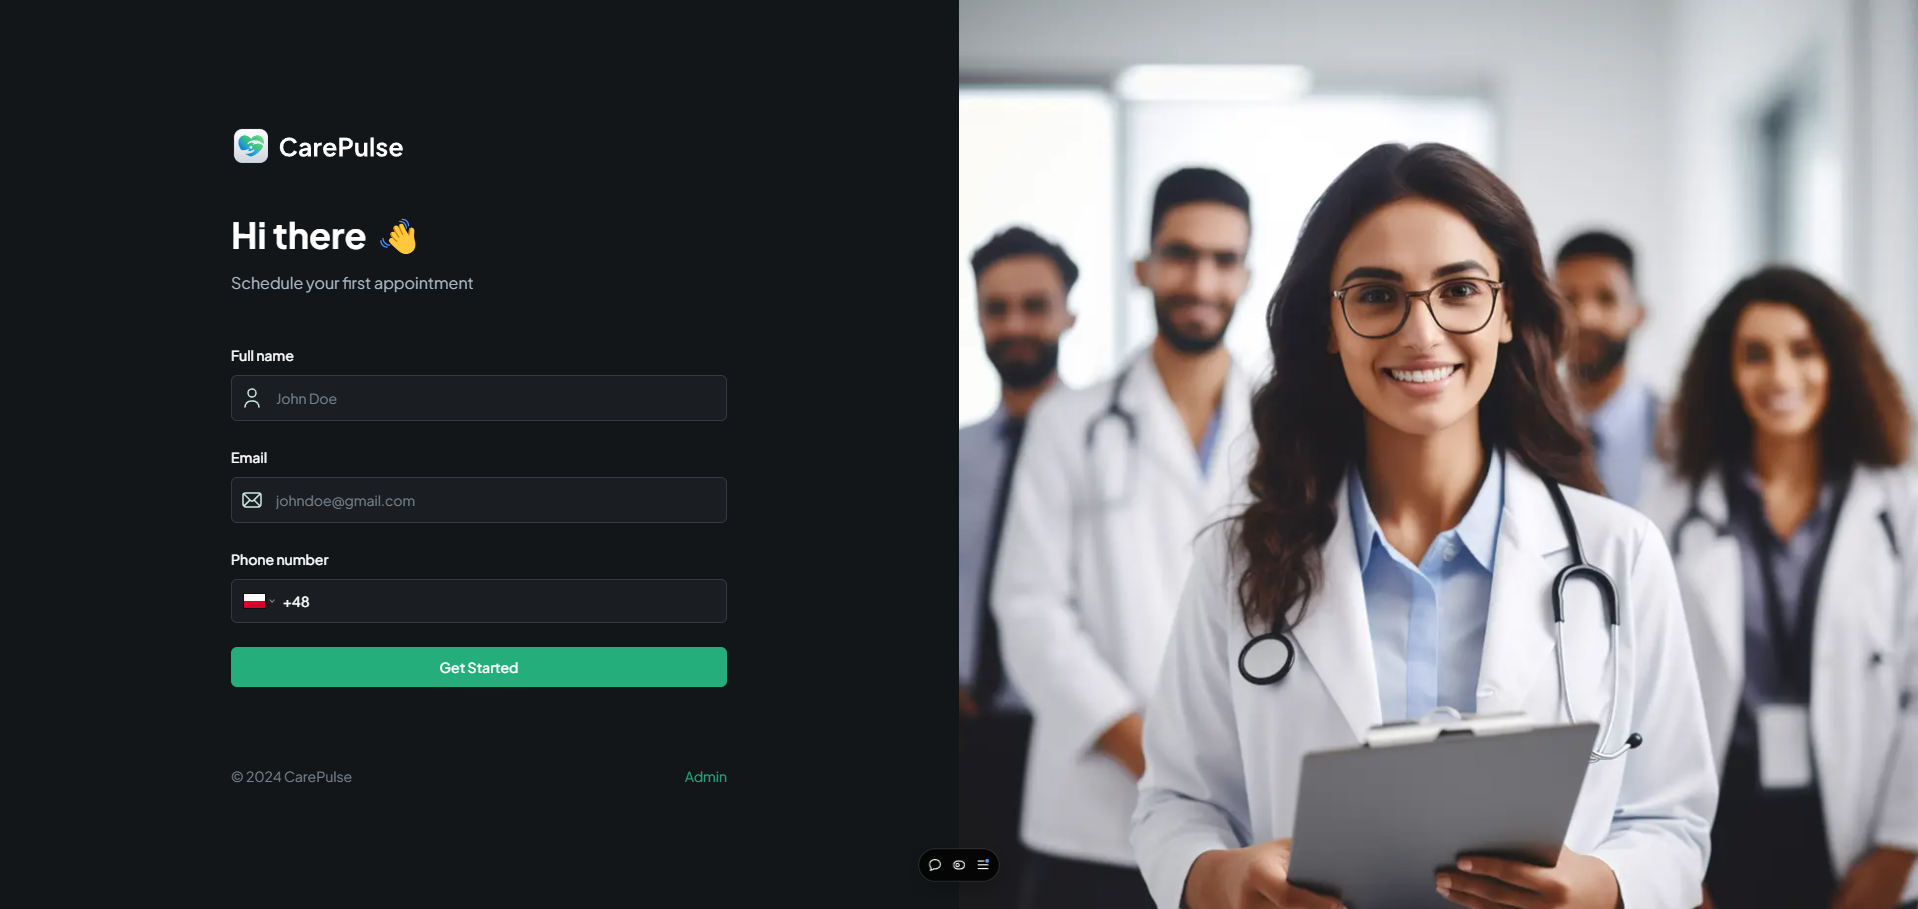 CarePulse
Hi there 👋
Schedule your first appointment
Full name
John Doe
Email
johndoe@gmail.com
Phone number
+48
Get Started
© 2024 CarePulse
Admin